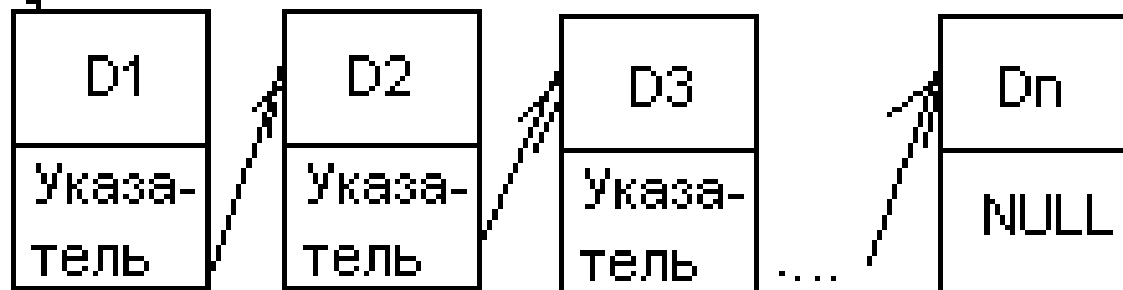 D1
Указа-
тель
D2
Указа-
тель
D3
Указа-
тель
....
Dn
NULL